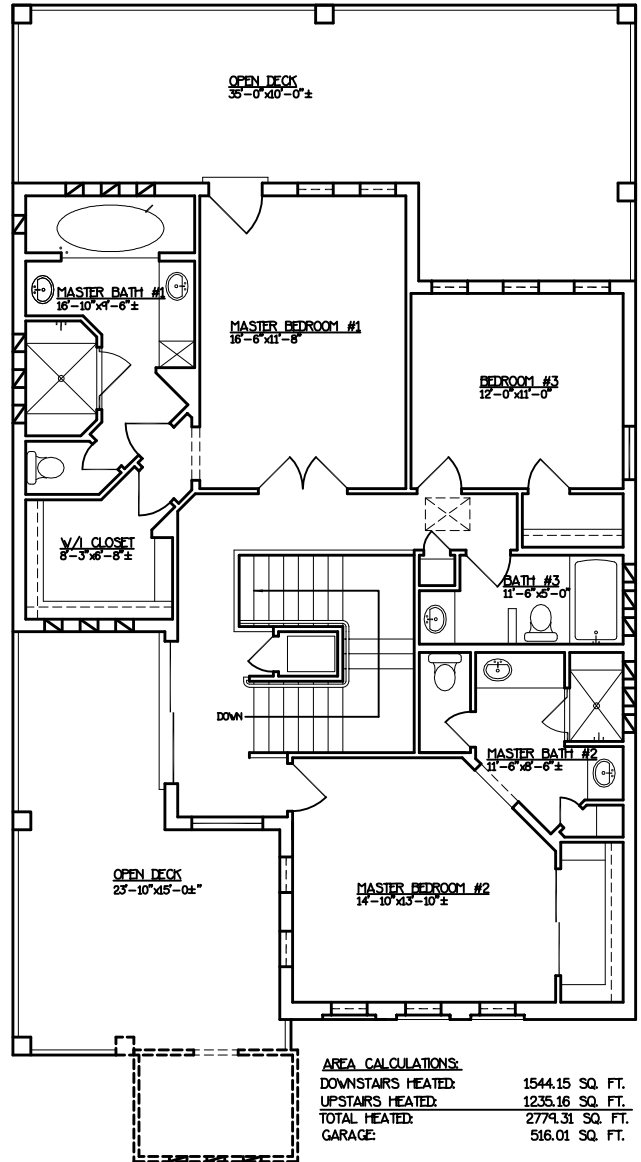 OPEN DECK
35'-0"x10'-0"±
MASTER BATH #1
16'-10"x9'-6"±
MASTER BEDROOM #1
16'-6"x11'-8"
BEDROOM #3
12'-0"x11'-0"
W/I CLOSET
8'-3"x6'-8"±
BATH #3
11'-6"x5'-0"
DOWN
MASTER BATH #2
11'-6"x8'-6"±
OPEN DECK
23'-10"x15'-0±"
MASTER BEDROOM #2
14'-10"x13'-10"±
AREA CALCULATIONS:
DOWNSTAIRS HEATED: 1544.15 SQ. FT.
UPSTAIRS HEATED: 1235.16 SQ. FT.
TOTAL HEATED: 2779.31 SQ. FT.
GARAGE: 516.01 SQ. FT.